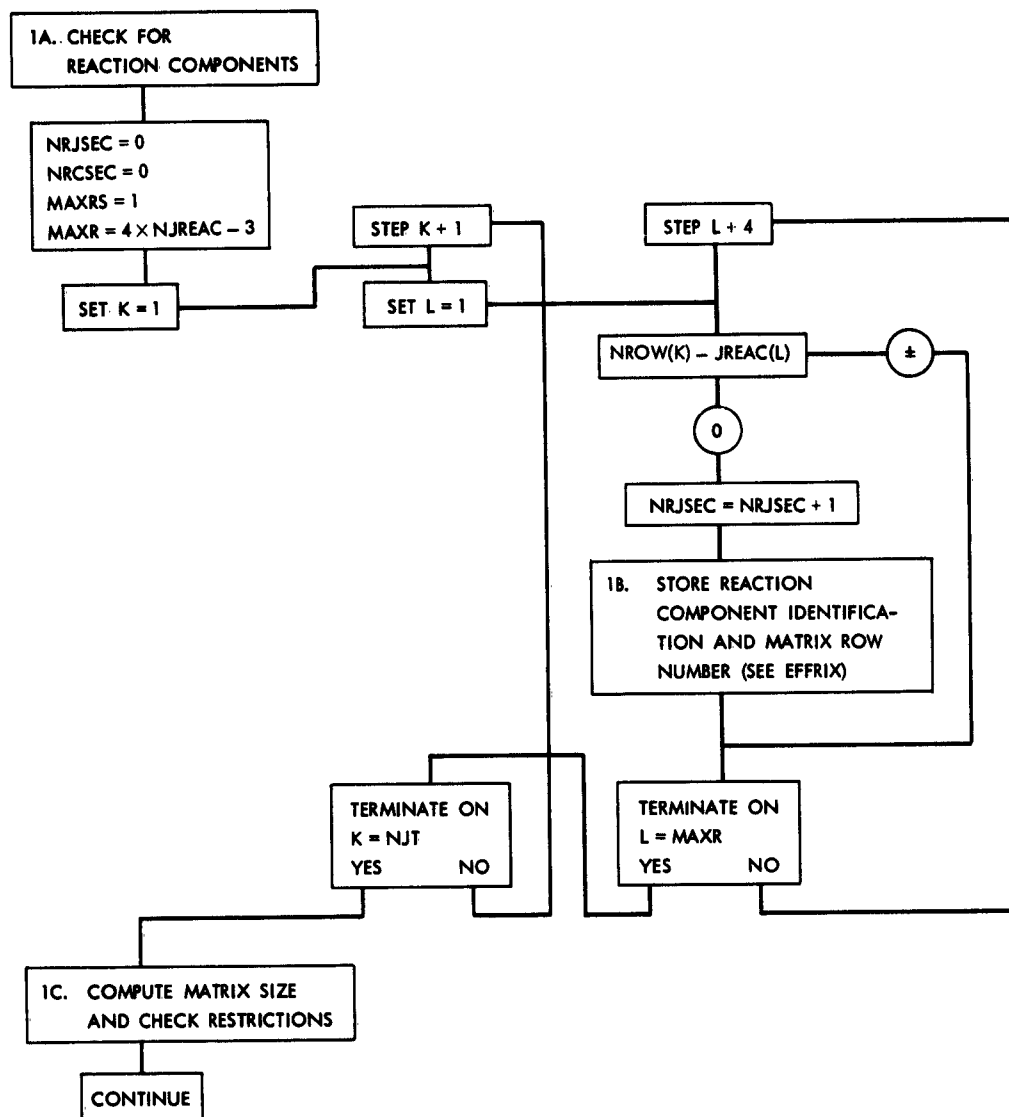 1A. CHECK FOR
REACTION COMPONENTS
NRJSEC = 0
NRCSEC = 0
MAXRS = 1
MAXR = 4 × NJREAC – 3
SET K = 1
STEP K + 1
SET L = 1
STEP L + 4
NROW(K) – JREAC(L)
±
0
NRJSEC = NRJSEC + 1
1B. STORE REACTION
COMPONENT IDENTIFICA-
TION AND MATRIX ROW
NUMBER (SEE EFFRIX)
TERMINATE ON
L = MAXR
YES NO
TERMINATE ON
K = NJT
YES NO
1C. COMPUTE MATRIX SIZE
AND CHECK RESTRICTIONS
CONTINUE